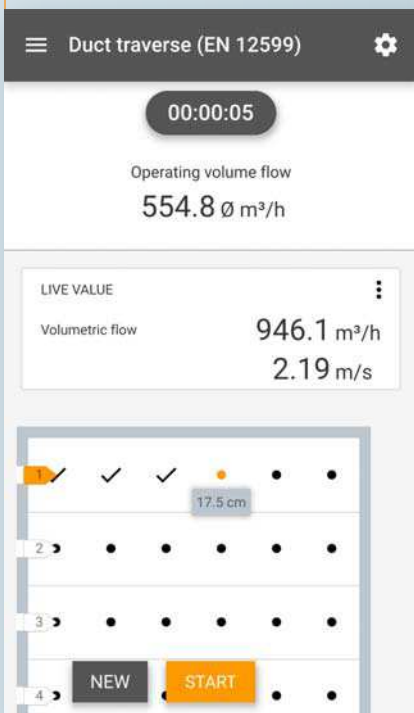 Duct traverse (EN 12599)
00:00:05
Operating volume flow
554.8 Ø m³/h
LIVE VALUE
Volumetric flow 946.1 m³/h
2.19 m/s
1
17.5 cm
2
3
4
NEW START